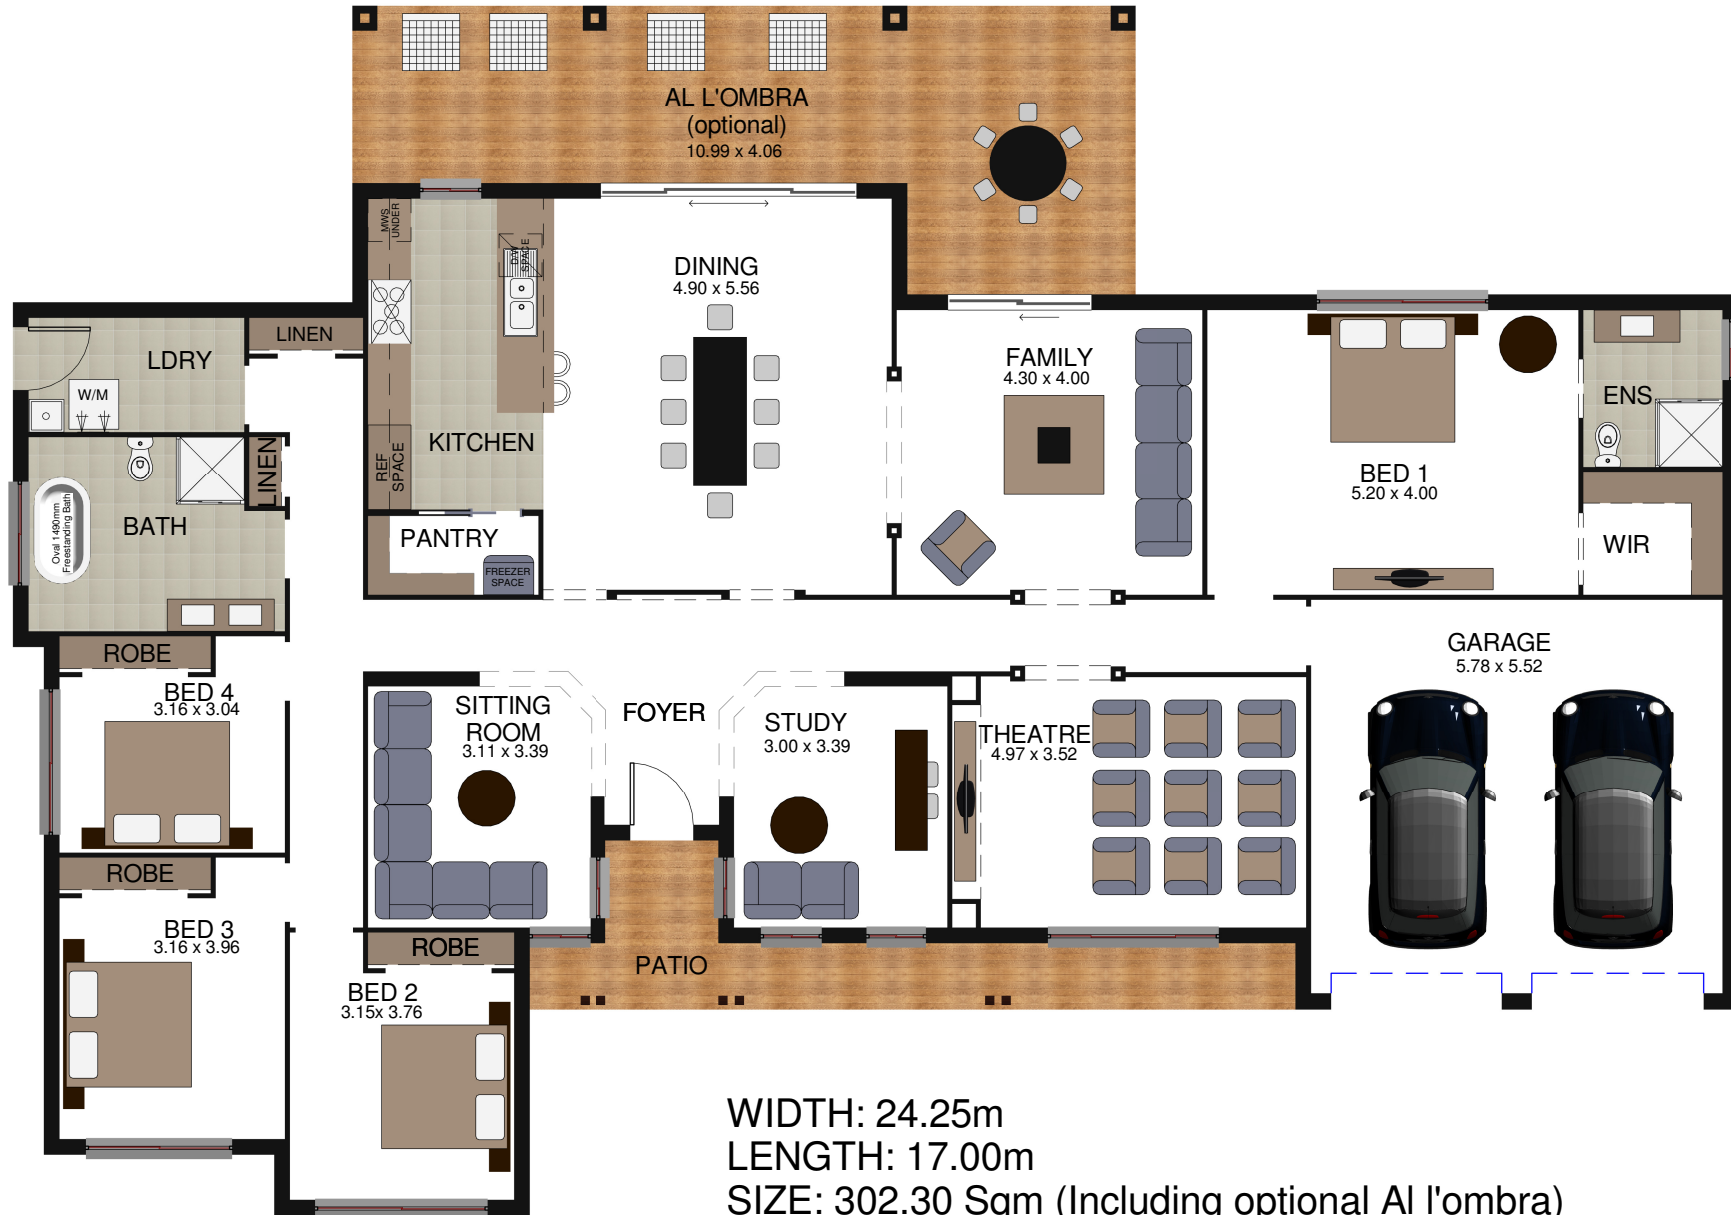 AL L'OMBRA
(optional)
10.99 x 4.06
MWS
UNDER
D/W
SPACE
DINING
4.90 x 5.56
LINEN
LDRY
W/M
FAMILY
4.30 x 4.00
ENS
KITCHEN
REF
SPACE
LINEN
BED 1
5.20 x 4.00
Oval 1490mm
Freestanding Bath
BATH
PANTRY
FREEZER
SPACE
WIR
ROBE
GARAGE
5.78 x 5.52
BED 4
3.16 x 3.04
SITTING
ROOM
3.11 x 3.39
FOYER
STUDY
3.00 x 3.39
THEATRE
4.97 x 3.52
ROBE
BED 3
3.16 x 3.96
ROBE
PATIO
BED 2
3.15x 3.76
WIDTH: 24.25m
LENGTH: 17.00m
SIZE: 302.30 Sqm (Including optional Al l'ombra)